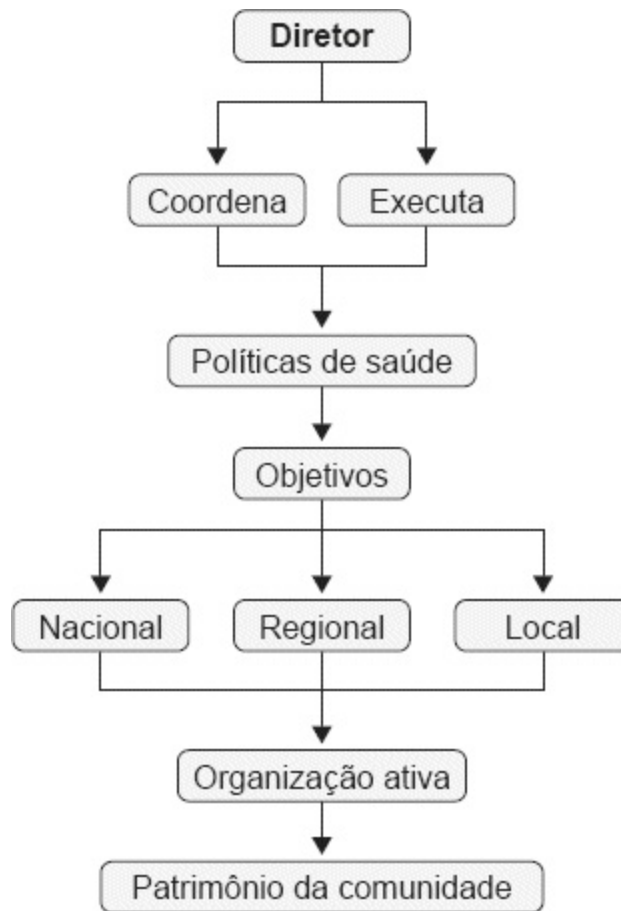 Diretor
Coordena
Executa
Políticas de saúde
Objetivos
Nacional
Regional
Local
Organização ativa
Patrimônio da comunidade